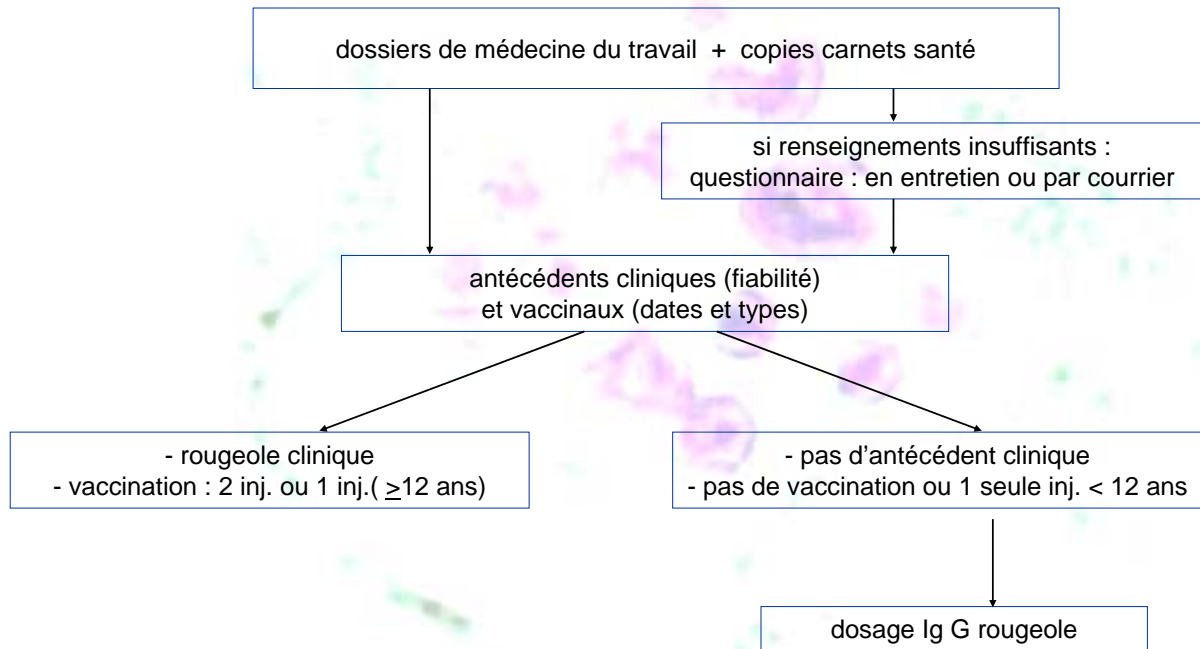 dossiers de médecine du travail + copies carnets santé
si renseignements insuffisants :
questionnaire : en entretien ou par courrier
antécédents cliniques (fiabilité)
et vaccinaux (dates et types)
- rougeole clinique
- vaccination : 2 inj. ou 1 inj.( ≥12 ans)
- pas d'antécédent clinique
- pas de vaccination ou 1 seule inj. < 12 ans
dosage Ig G rougeole